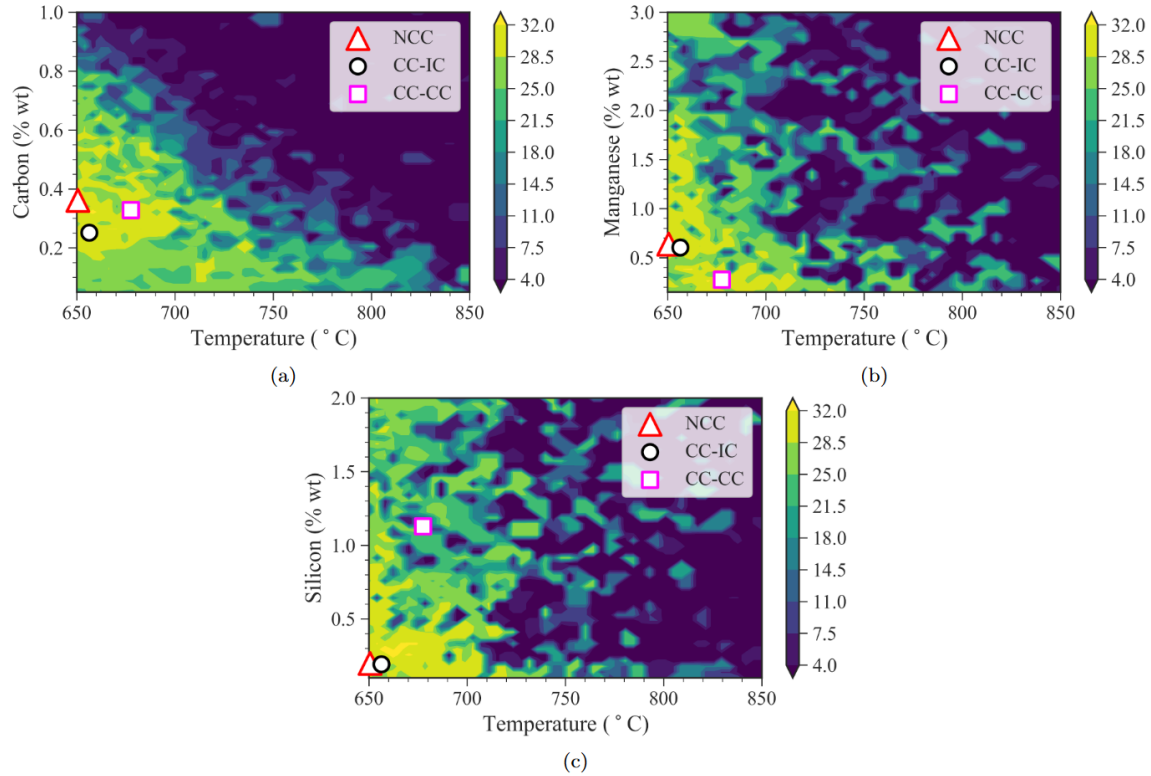 1.0
0.8
0.6
0.4
0.2
Carbon (% wt)
650 700 750 800 850
Temperature ( ° C)
NCC
CC-IC
CC-CC
32.0
28.5
25.0
21.5
18.0
14.5
11.0
7.5
4.0
(a)
3.0
2.5
2.0
1.5
1.0
0.5
Manganese (% wt)
650 700 750 800 850
Temperature ( ° C)
NCC
CC-IC
CC-CC
32.0
28.5
25.0
21.5
18.0
14.5
11.0
7.5
4.0
(b)
2.0
1.5
1.0
0.5
Silicon (% wt)
650 700 750 800 850
Temperature ( ° C)
NCC
CC-IC
CC-CC
32.0
28.5
25.0
21.5
18.0
14.5
11.0
7.5
4.0
(c)